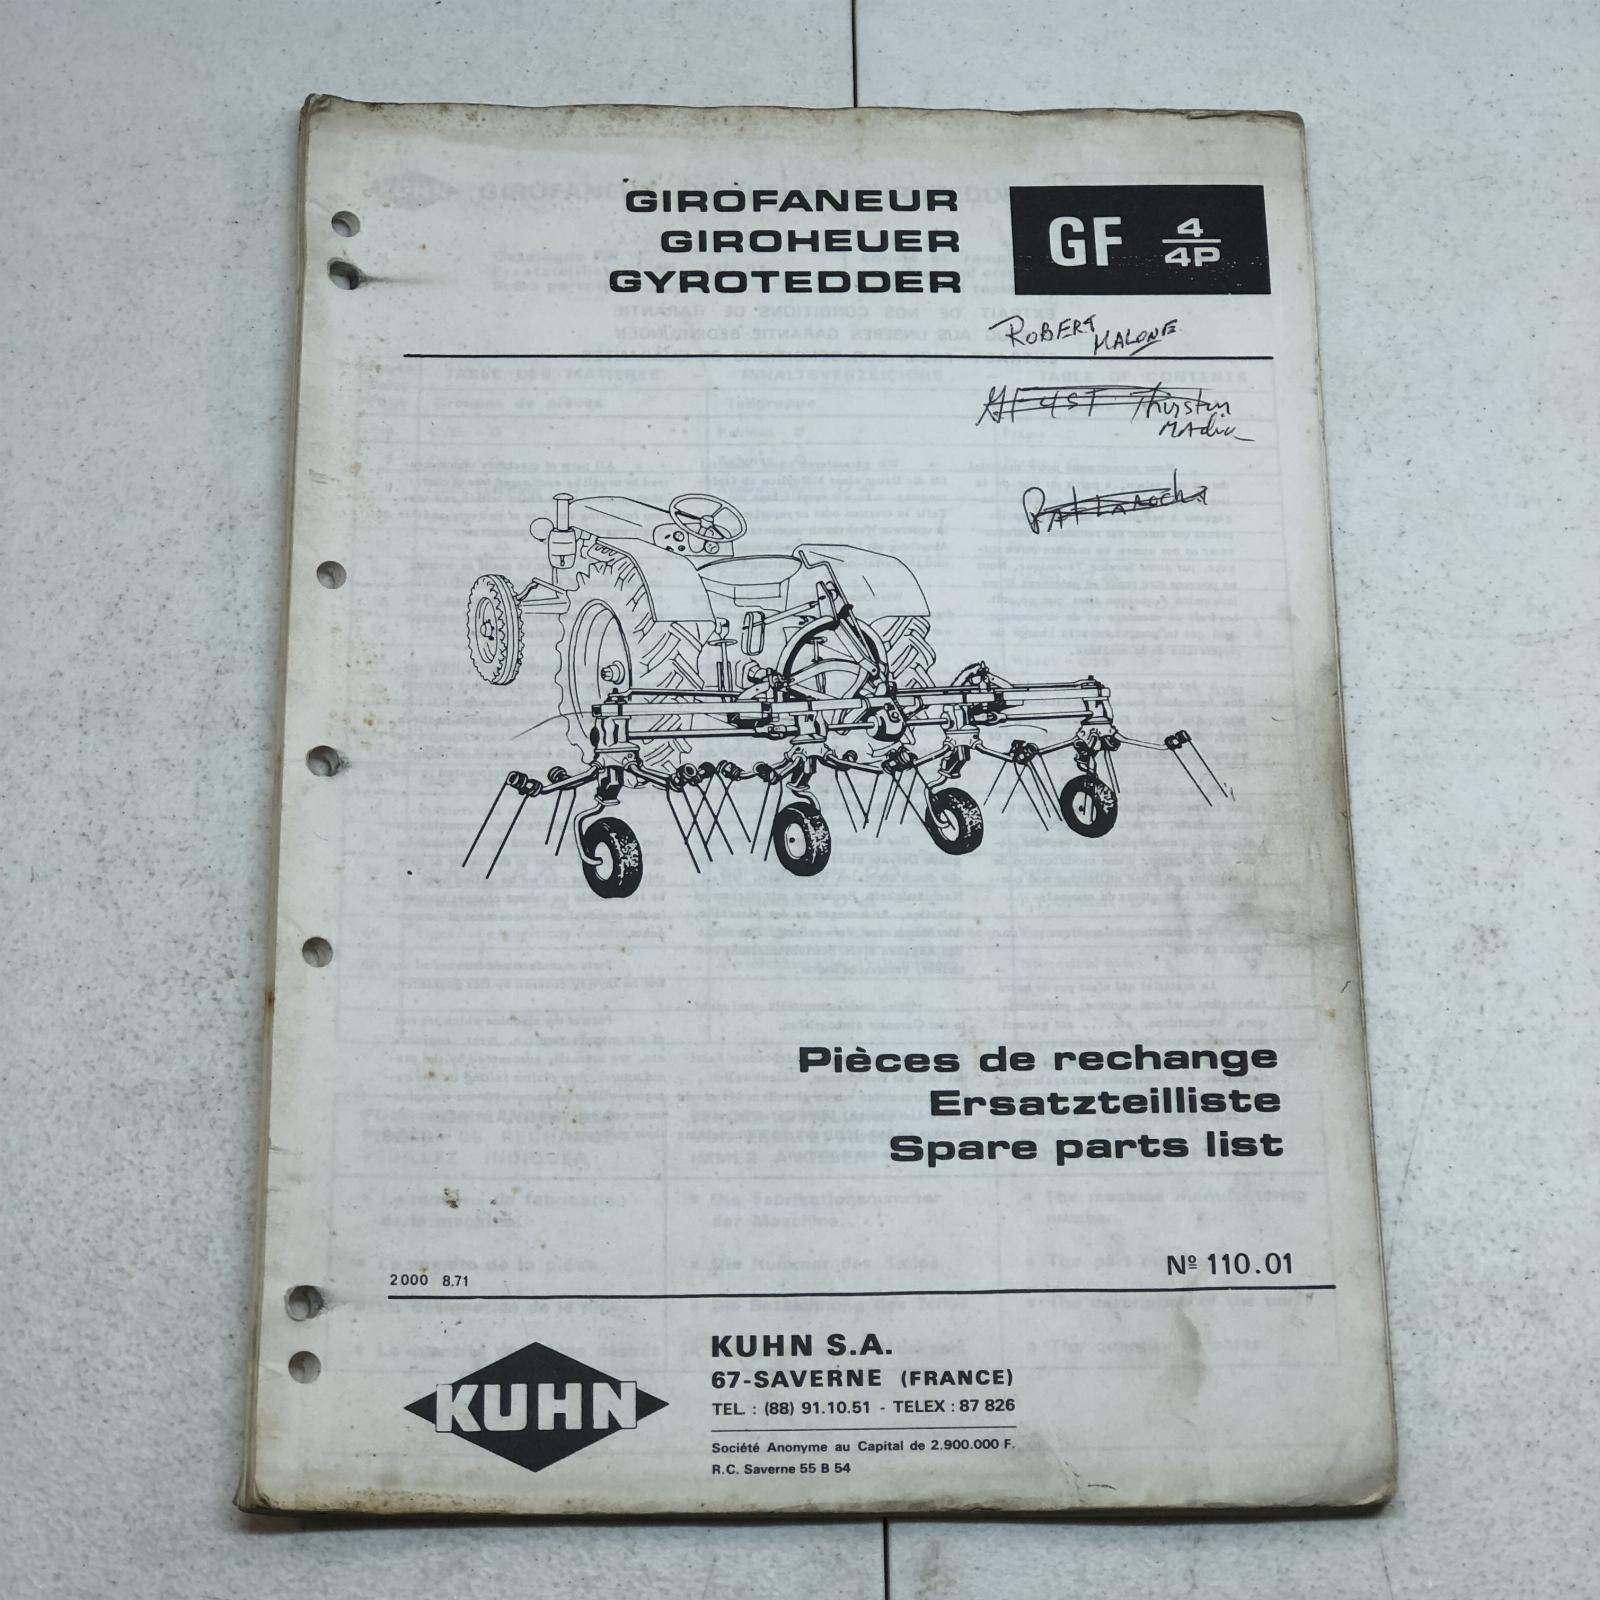 GIROFANEUR
GIROHEUER
GYROTEDDER
GF 4
4P
ROBERT
MALONE
Pièces de rechange
Ersatzteilliste
Spare parts list
Nº 110.01
2000 8.71
KUHN
KUHN S.A.
67-SAVERNE (FRANCE)
TEL. : (88) 91.10.51 - TELEX : 87 826
Société Anonyme au Capital de 2.900.000 F.
R.C. Saverne 55 B 54